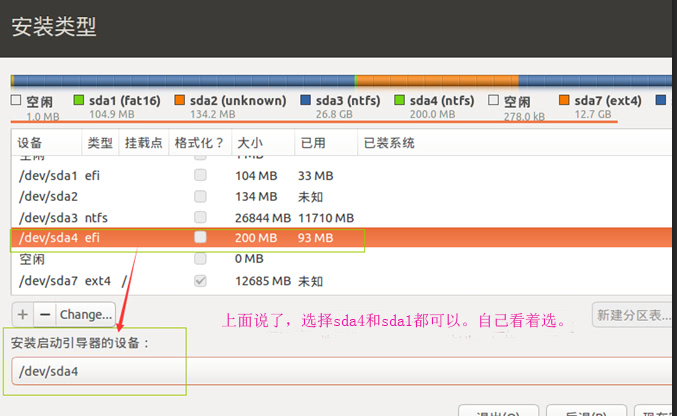 安装类型
空闲 sda1 (fat16) sda2 (unknown) sda3 (ntfs) sda4 (ntfs) 空闲 sda7 (ext4)
1.0 MB 104.9 MB 134.2 MB 26.8 GB 200.0 MB 278.0 kB 12.7 GB
设备 类型 挂载点 格式化？ 大小 已用 已装系统
空闲 1 MB
/dev/sda1 efi 104 MB 33 MB
/dev/sda2 134 MB 未知
/dev/sda3 ntfs 26844 MB 11710 MB
/dev/sda4 efi 200 MB 93 MB
空闲 0 MB
/dev/sda7 ext4 / 12685 MB 未知
+ − Change... 新建分区表...
上面说了，选择sda4和sda1都可以。自己看着选。
安装启动引导器的设备：
/dev/sda4
退出(Q) 后退(B)